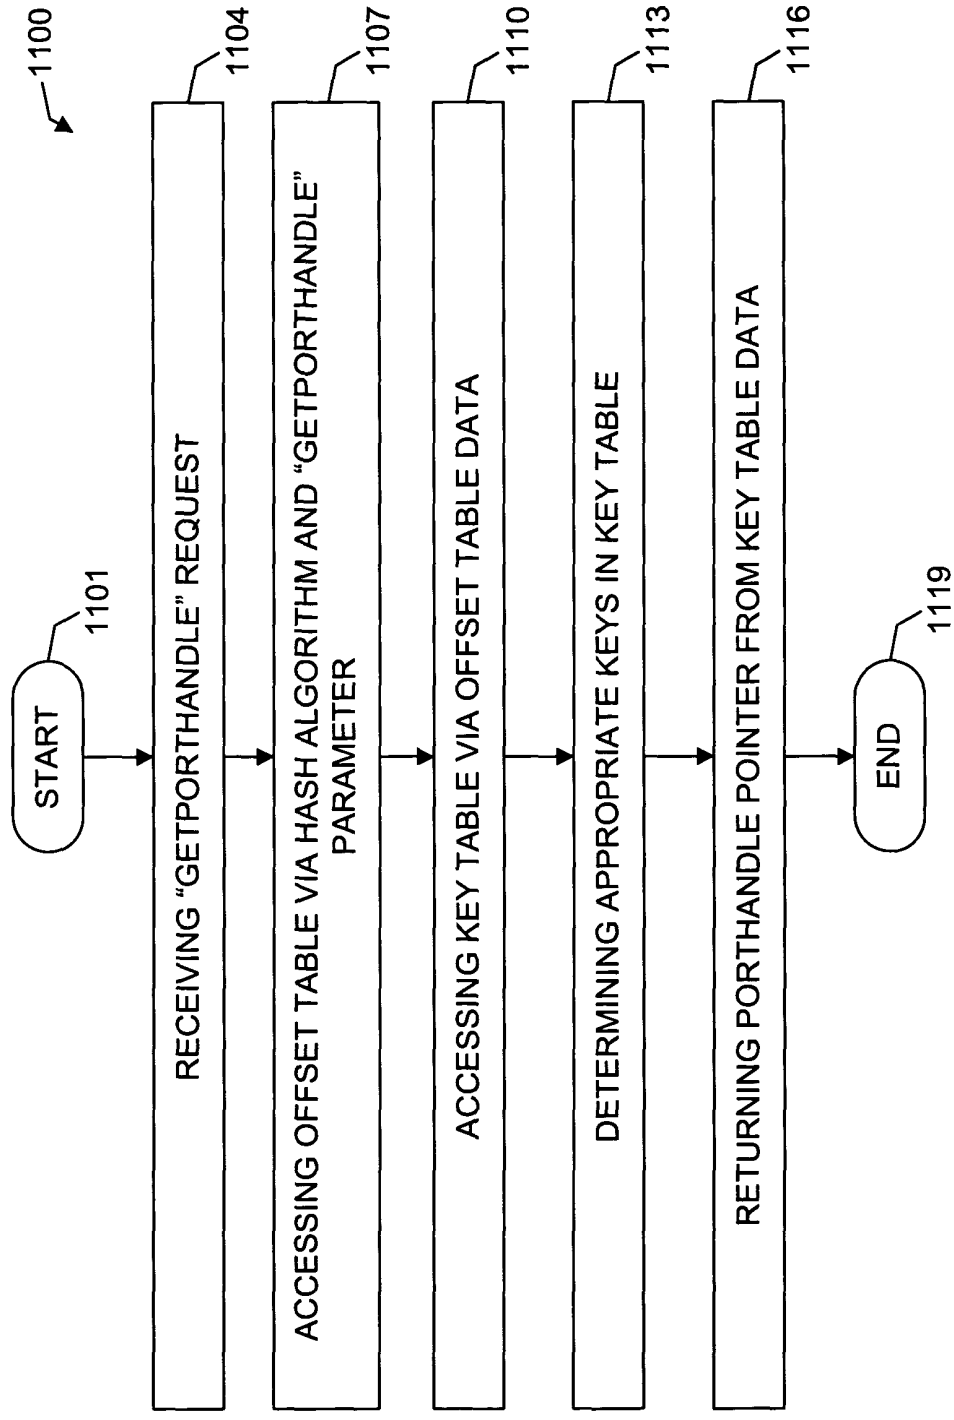 1100
START
1101
RECEIVING “GETPORTHANDLE” REQUEST
1104
ACCESSING OFFSET TABLE VIA HASH ALGORITHM AND “GETPORTHANDLE”
PARAMETER
1107
ACCESSING KEY TABLE VIA OFFSET TABLE DATA
1110
DETERMINING APPROPRIATE KEYS IN KEY TABLE
1113
RETURNING PORTHANDLE POINTER FROM KEY TABLE DATA
1116
END
1119